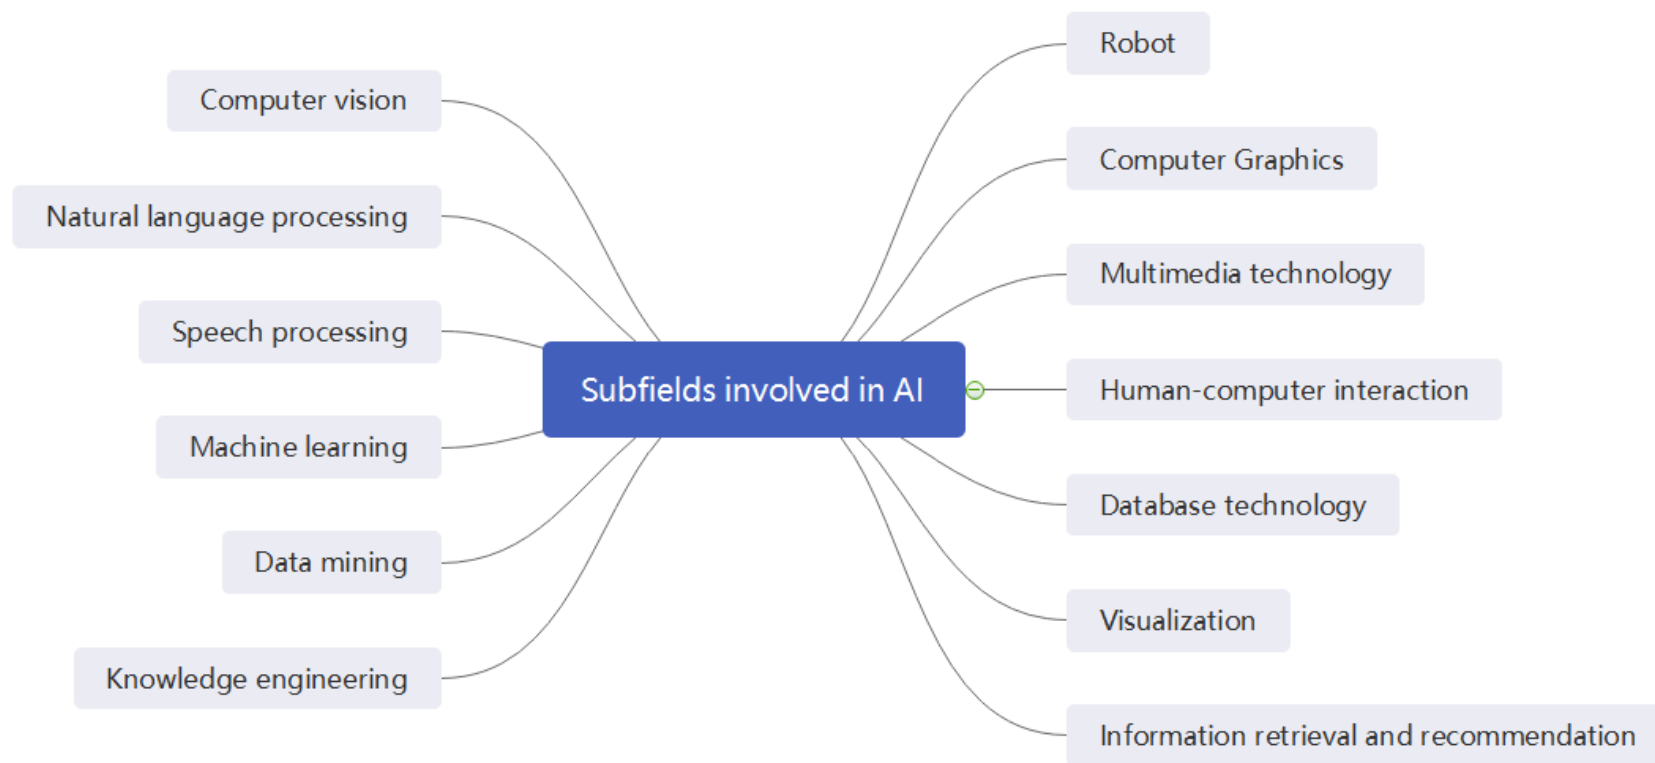 Computer vision
Natural language processing
Speech processing
Machine learning
Data mining
Knowledge engineering
Subfields involved in AI
Robot
Computer Graphics
Multimedia technology
Human-computer interaction
Database technology
Visualization
Information retrieval and recommendation